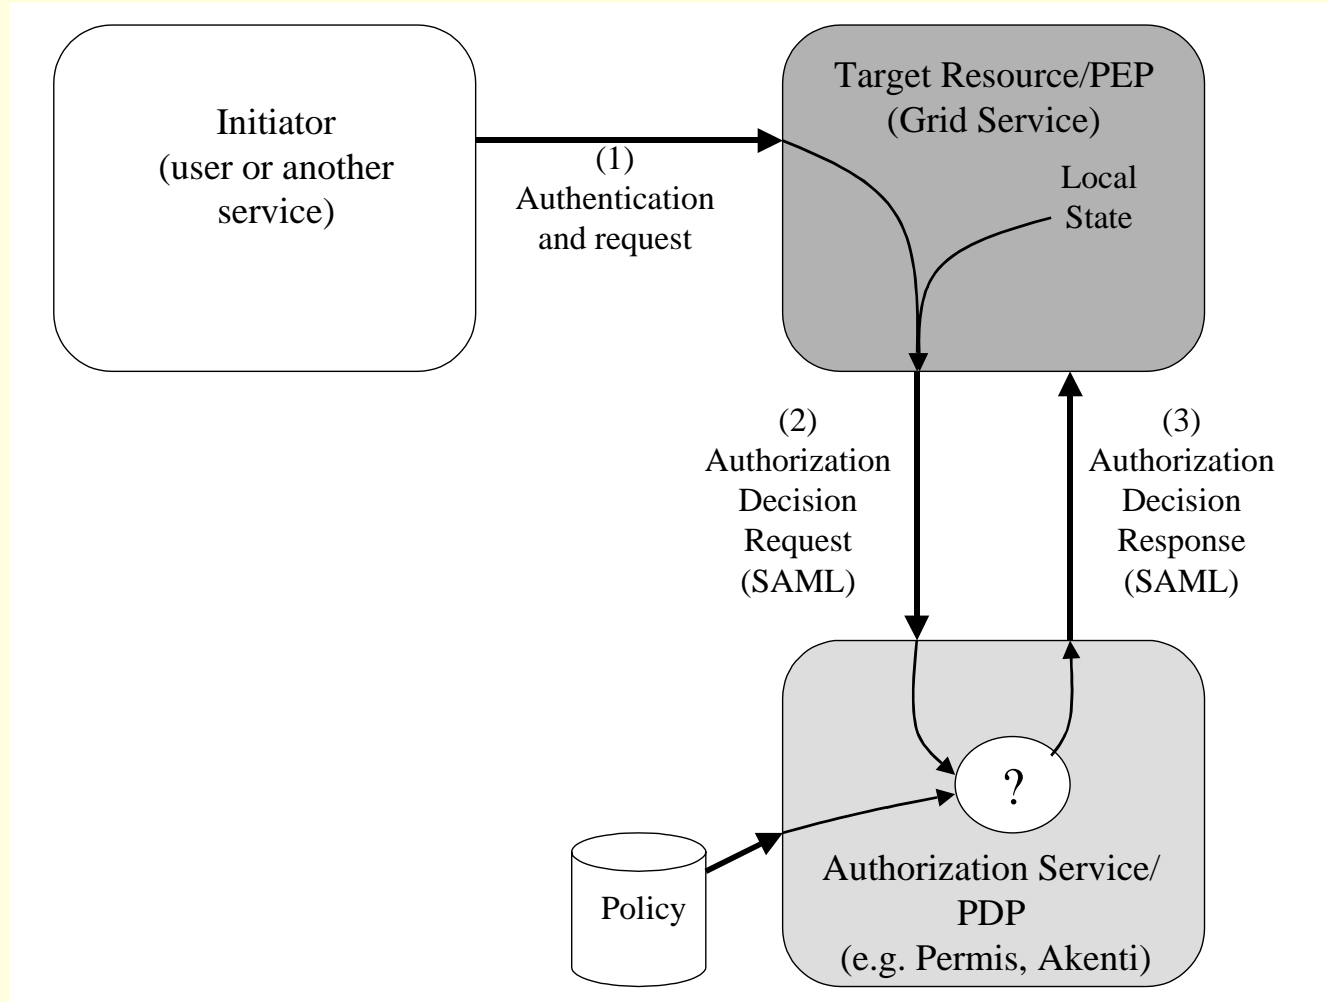 Initiator
(user or another
service)
(1)
Authentication
and request
Target Resource/PEP
(Grid Service)
Local
State
(2)
Authorization
Decision
Request
(SAML)
(3)
Authorization
Decision
Response
(SAML)
?
Policy
Authorization Service/
PDP
(e.g. Permis, Akenti)